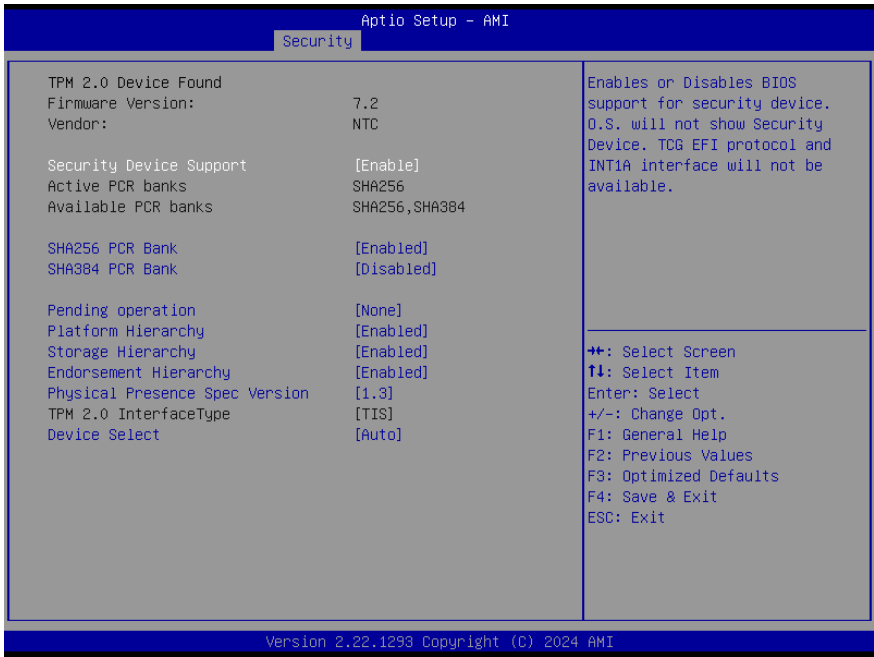 Aptio Setup - AMI
Security
TPM 2.0 Device Found
Firmware Version: 7.2
Vendor: NTC
Security Device Support [Enable]
Active PCR banks SHA256
Available PCR banks SHA256,SHA384
SHA256 PCR Bank [Enabled]
SHA384 PCR Bank [Disabled]
Pending operation [None]
Platform Hierarchy [Enabled]
Storage Hierarchy [Enabled]
Endorsement Hierarchy [Enabled]
Physical Presence Spec Version [1.3]
TPM 2.0 InterfaceType [TIS]
Device Select [Auto]
Enables or Disables BIOS
support for security device.
O.S. will not show Security
Device. TCG EFI protocol and
INT1A interface will not be
available.
→←: Select Screen
↑↓: Select Item
Enter: Select
+/-: Change Opt.
F1: General Help
F2: Previous Values
F3: Optimized Defaults
F4: Save & Exit
ESC: Exit
Version 2.22.1293 Copyright (C) 2024 AMI